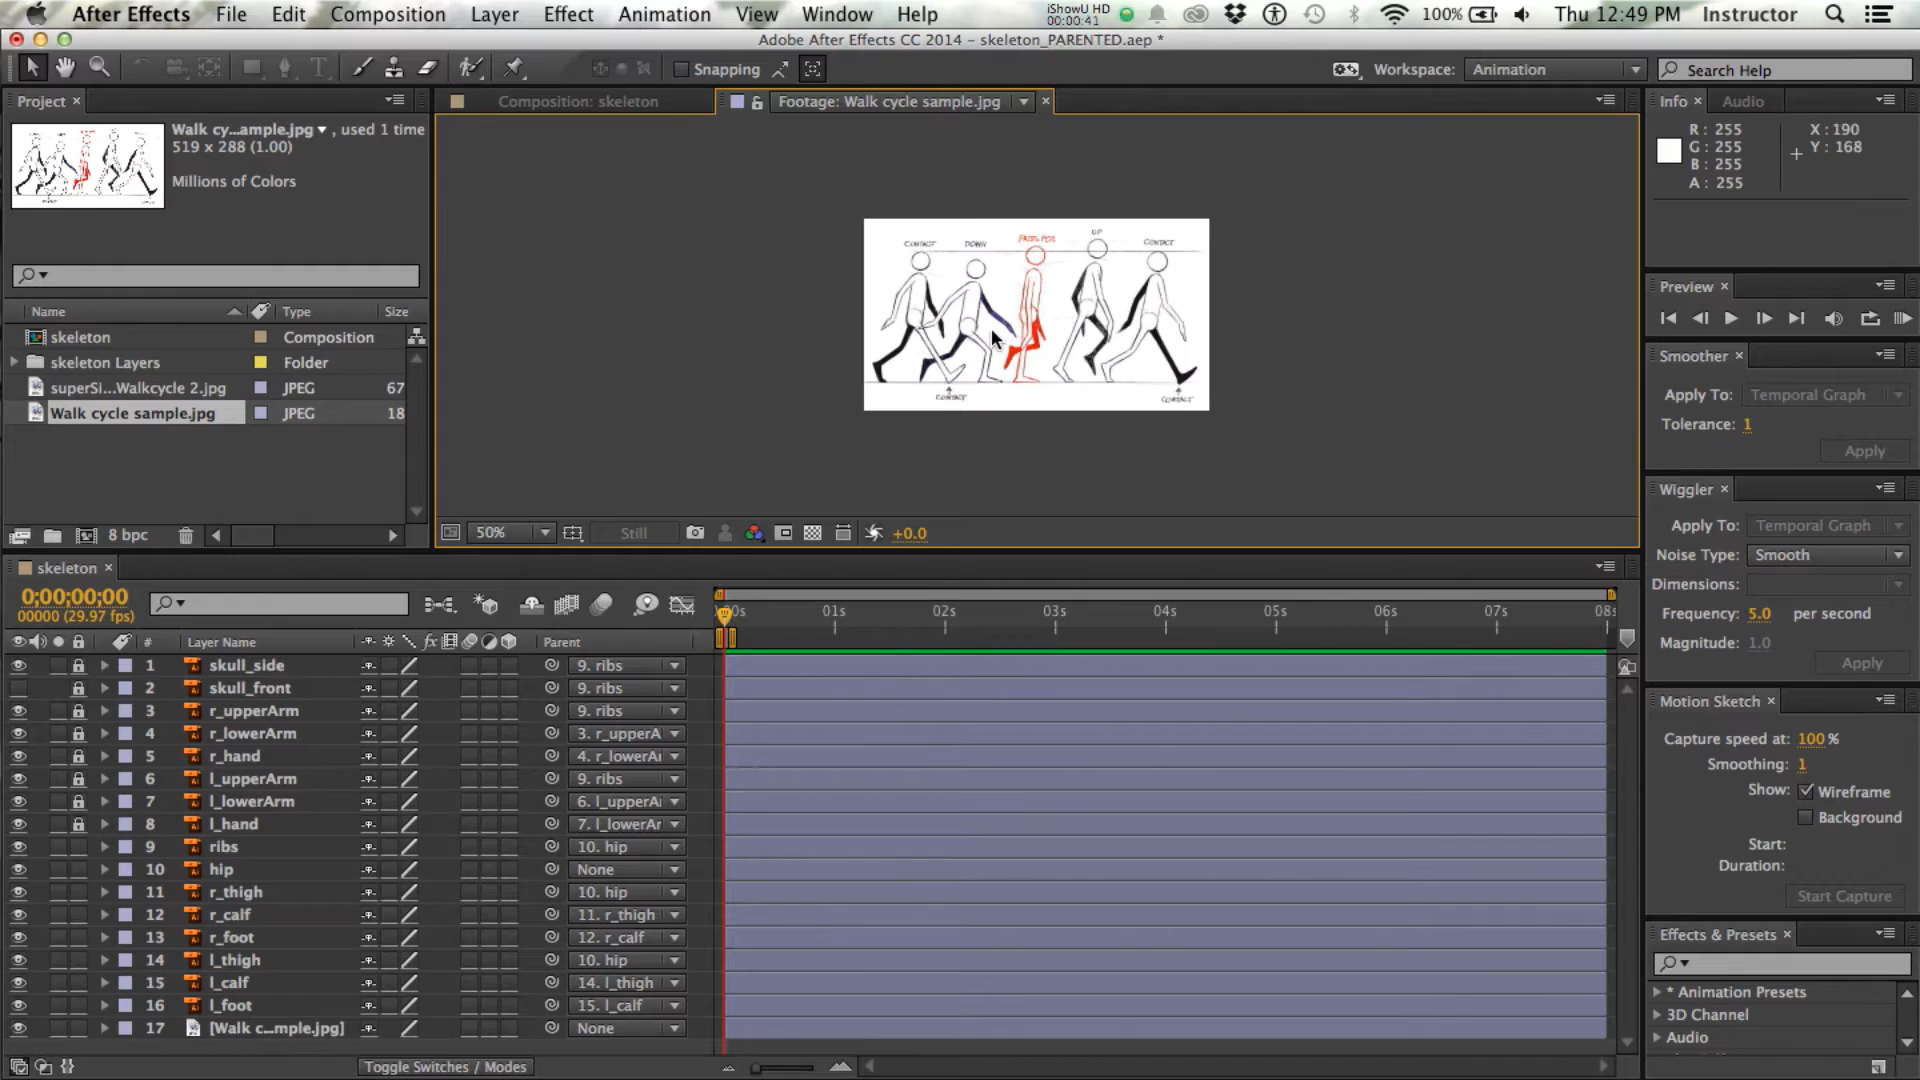 After Effects File Edit Composition Layer Effect Animation View Window Help iShowU HD 00:00:41 100% Thu 12:49 PM Instructor
Adobe After Effects CC 2014 – skeleton_PARENTED.aep *
Snapping Workspace: Animation Search Help
Project Composition: skeleton Footage: Walk cycle sample.jpg Info Audio
Walk cy...ample.jpg , used 1 time
519 x 288 (1.00)
Millions of Colors
R : 255 X : 190
G : 255 Y : 168
B : 255
A : 255
CONTACT DOWN PASS POS UP CONTACT
CONTACT CONTACT
Name Type Size
skeleton Composition
skeleton Layers Folder
superSi...Walkcycle 2.jpg JPEG 67
Walk cycle sample.jpg JPEG 18
8 bpc
50% Still +0.0
Preview
Smoother
Apply To: Temporal Graph
Tolerance: 1
Apply
Wiggler
Apply To: Temporal Graph
Noise Type: Smooth
Dimensions:
Frequency: 5.0 per second
Magnitude: 1.0
Apply
Motion Sketch
Capture speed at: 100 %
Smoothing: 1
Show: Wireframe
Background
Start:
Duration:
Start Capture
Effects & Presets
* Animation Presets
3D Channel
Audio
skeleton
0;00;00;00
00000 (29.97 fps)
00s 01s 02s 03s 04s 05s 06s 07s 08s
# Layer Name fx Parent
1 skull_side 9. ribs
2 skull_front 9. ribs
3 r_upperArm 9. ribs
4 r_lowerArm 3. r_upperA
5 r_hand 4. r_lowerAr
6 l_upperArm 9. ribs
7 l_lowerArm 6. l_upperAr
8 l_hand 7. l_lowerAr
9 ribs 10. hip
10 hip None
11 r_thigh 10. hip
12 r_calf 11. r_thigh
13 r_foot 12. r_calf
14 l_thigh 10. hip
15 l_calf 14. l_thigh
16 l_foot 15. l_calf
17 [Walk c...mple.jpg] None
Toggle Switches / Modes